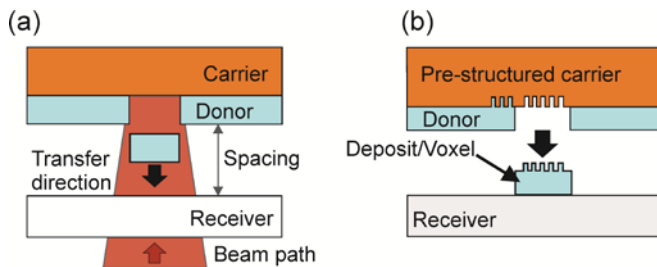 (a)
Carrier
Donor
Transfer
direction
Spacing
Receiver
Beam path
(b)
Pre-structured carrier
Donor
Deposit/Voxel
Receiver